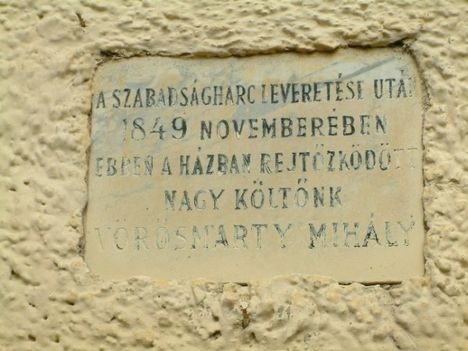 A SZABADSÁGHARC LEVERETÉSE UTÁN
1849 NOVEMBERÉBEN
EBBEN A HÁZBAN REJTŐZKÖDÖTT
NAGY KÖLTŐNK
VÖRÖSMARTY MIHÁLY